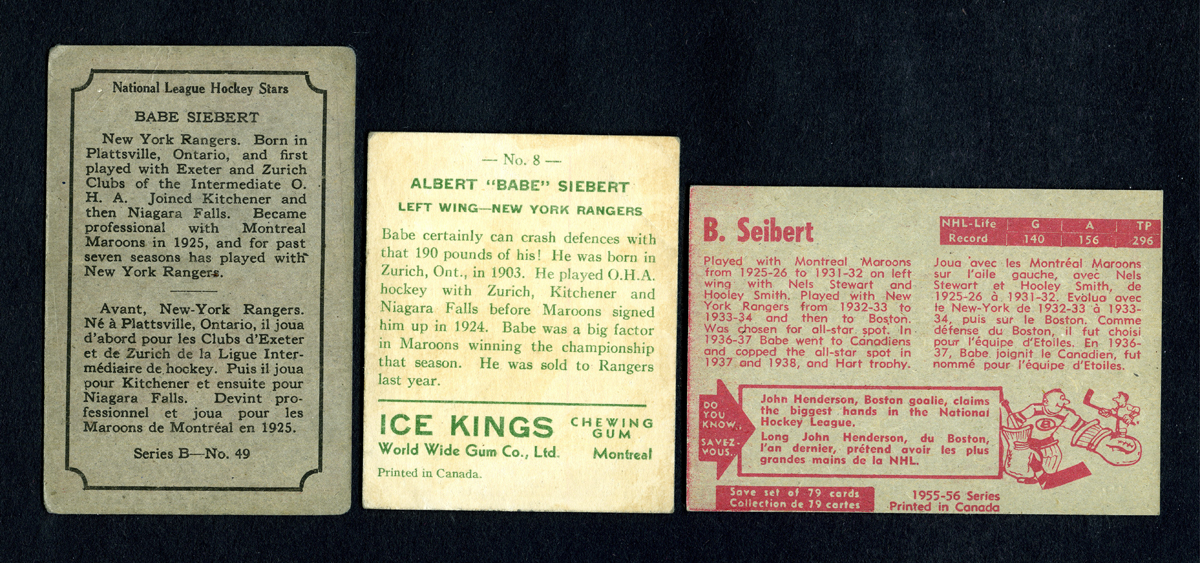 National League Hockey Stars
BABE SIEBERT
New York Rangers. Born in
Plattsville, Ontario, and first
played with Exeter and Zurich
Clubs of the Intermediate O.
H. A. Joined Kitchener and
then Niagara Falls. Became
professional with Montreal
Maroons in 1925, and for past
seven seasons has played with
New York Rangers.
Avant, New-York Rangers.
Né à Plattsville, Ontario, il joua
d'abord pour les Clubs d'Exeter
et de Zurich de la Ligue Inter-
médiaire de hockey. Puis il joua
pour Kitchener et ensuite pour
Niagara Falls. Devint pro-
fessionnel et joua pour les
Maroons de Montréal en 1925.
Series B—No. 49
— No. 8 —
ALBERT "BABE" SIEBERT
LEFT WING—NEW YORK RANGERS
Babe certainly can crash defences with
that 190 pounds of his! He was born in
Zurich, Ont., in 1903. He played O.H.A.
hockey with Zurich, Kitchener and
Niagara Falls before Maroons signed
him up in 1924. Babe was a big factor
in Maroons winning the championship
that season. He was sold to Rangers
last year.
ICE KINGS CHEWING GUM
World Wide Gum Co., Ltd. Montreal
Printed in Canada.
B. Seibert
NHL-Life G A TP
Record 140 156 296
Played with Montreal Maroons
from 1925-26 to 1931-32 on left
wing with Nels Stewart and
Hooley Smith. Played with New
York Rangers from 1932-33 to
1933-34 and then to Boston.
Was chosen for all-star spot. In
1936-37 Babe went to Canadiens
and copped the all-star spot in
1937 and 1938, and Hart trophy.
Joua avec les Montréal Maroons
sur l'aile gauche, avec Nels
Stewart et Hooley Smith, de
1925-26 à 1931-32. Evolua avec
le New-York de 1932-33 à 1933-
34, puis sur le Boston. Comme
défense du Boston, il fut choisi
pour l'équipe d'Etoiles. En 1936-
37, Babe joignit le Canadien, fut
nommé pour l'équipe d'Etoiles.
DO
YOU
KNOW..
SAVEZ-
VOUS.
John Henderson, Boston goalie, claims
the biggest hands in the National
Hockey League.
Long John Henderson, du Boston,
l'an dernier, prétend avoir les plus
grandes mains de la NHL.
B
Save set of 79 cards
Collection de 79 cartes
1955-56 Series
Printed in Canada